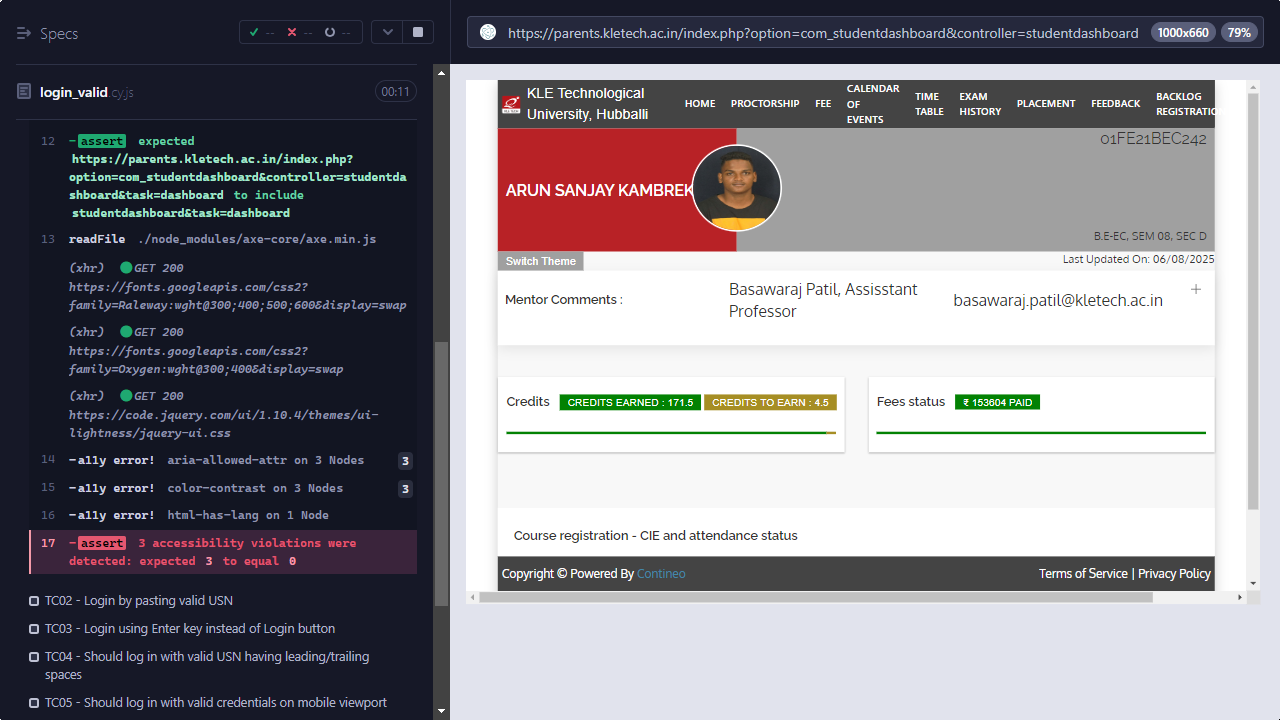 Specs
--
--
--
login_valid.cy.js
00:11
12 -assert expected
https://parents.kletech.ac.in/index.php?
option=com_studentdashboard&controller=studentda
shboard&task=dashboard to include
studentdashboard&task=dashboard
13 readFile ./node_modules/axe-core/axe.min.js
(xhr) GET 200
https://fonts.googleapis.com/css2?
family=Raleway:wght@300;400;500;600&display=swap
(xhr) GET 200
https://fonts.googleapis.com/css2?
family=Oxygen:wght@300;400&display=swap
(xhr) GET 200
https://code.jquery.com/ui/1.10.4/themes/ui-
lightness/jquery-ui.css
14 -a11y error! aria-allowed-attr on 3 Nodes 3
15 -a11y error! color-contrast on 3 Nodes 3
16 -a11y error! html-has-lang on 1 Node
17 -assert 3 accessibility violations were
detected: expected 3 to equal 0
TC02 - Login by pasting valid USN
TC03 - Login using Enter key instead of Login button
TC04 - Should log in with valid USN having leading/trailing
spaces
TC05 - Should log in with valid credentials on mobile viewport
https://parents.kletech.ac.in/index.php?option=com_studentdashboard&controller=studentdashboard
1000x660
79%
KLE Technological
University, Hubballi
HOME
PROCTORSHIP
FEE
CALENDAR
OF
EVENTS
TIME
TABLE
EXAM
HISTORY
PLACEMENT
FEEDBACK
BACKLOG
REGISTRATIO
01FE21BEC242
ARUN SANJAY KAMBREK
B.E-EC, SEM 08, SEC D
Switch Theme
Last Updated On: 06/08/2025
Mentor Comments :
Basawaraj Patil, Assisstant
Professor
basawaraj.patil@kletech.ac.in
+
Credits
CREDITS EARNED : 171.5
CREDITS TO EARN : 4.5
Fees status
₹ 153604 PAID
Course registration - CIE and attendance status
Copyright © Powered By Contineo
Terms of Service | Privacy Policy